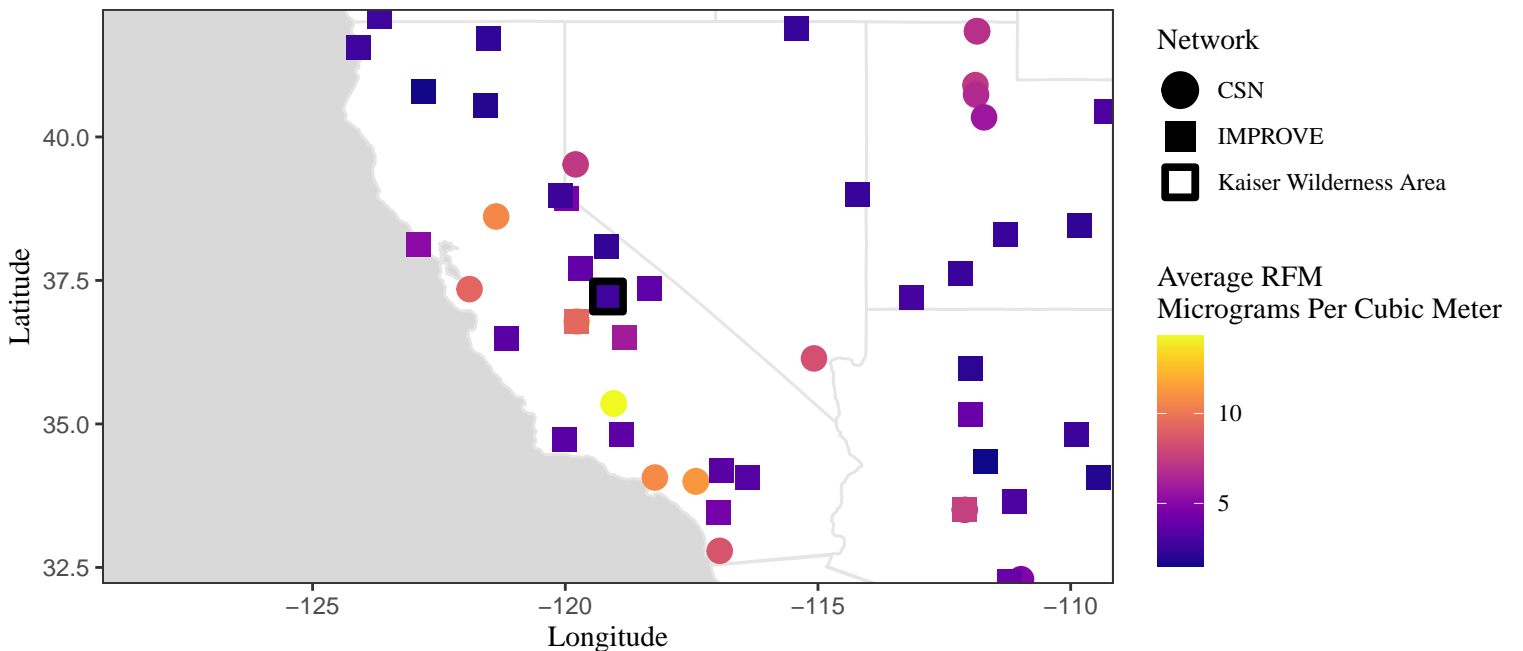 Network
CSN
IMPROVE
Kaiser Wilderness Area
Average RFM
Micrograms Per Cubic Meter
10
5
Latitude
40.0
37.5
35.0
32.5
−125
−120
−115
−110
Longitude